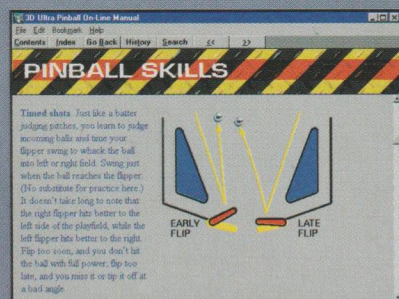 3D Ultra Pinball On-Line Manual
File Edit Bookmark Help
Contents Index Go Back History Search << >>
PINBALL SKILLS
Timed shots. Just like a batter
judging pitches, you learn to judge
incoming balls and time your
flipper swing to whack the ball
into left or right field. Swing just
when the ball reaches the flipper.
(No substitute for practice here.)
It doesn't take long to note that
the right flipper hits better to the
left side of the playfield, while the
left flipper hits better to the right.
Flip too soon, and you don't hit
the ball with full power; flip too
late, and you miss it or tip it off at
a bad angle.
EARLY
FLIP
LATE
FLIP